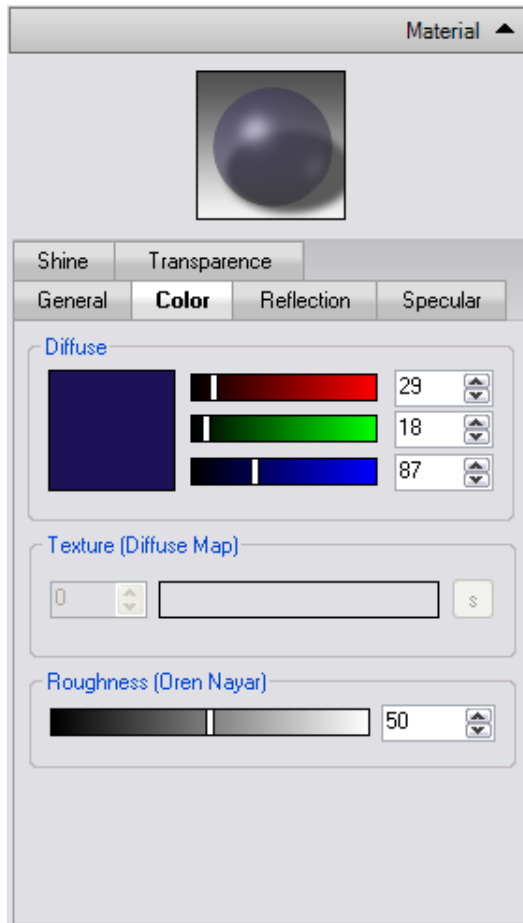 Material
Shine Transparence
General Color Reflection Specular
Diffuse
29
18
87
Texture (Diffuse Map)
0 s
Roughness (Oren Nayar)
50